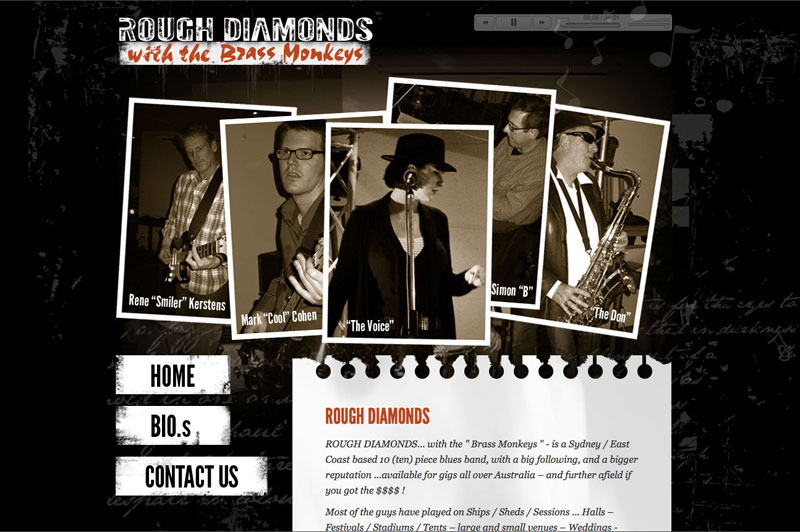 ROUGH DIAMONDS
with the Brass Monkeys
Rene "Smiler" Kerstens
Mark "Cool" Cohen
"The Voice"
Simon "B"
"The Don"
HOME
BIO.s
CONTACT US
ROUGH DIAMONDS
ROUGH DIAMONDS... with the " Brass Monkeys " - is a Sydney / East
Coast based 10 (ten) piece blues band, with a big following, and a bigger
reputation ...available for gigs all over Australia – and further afield if
you got the $$$$ !
Most of the guys have played on Ships / Sheds / Sessions ... Halls –
Festivals / Stadiums / Tents – large and small venues – Weddings -